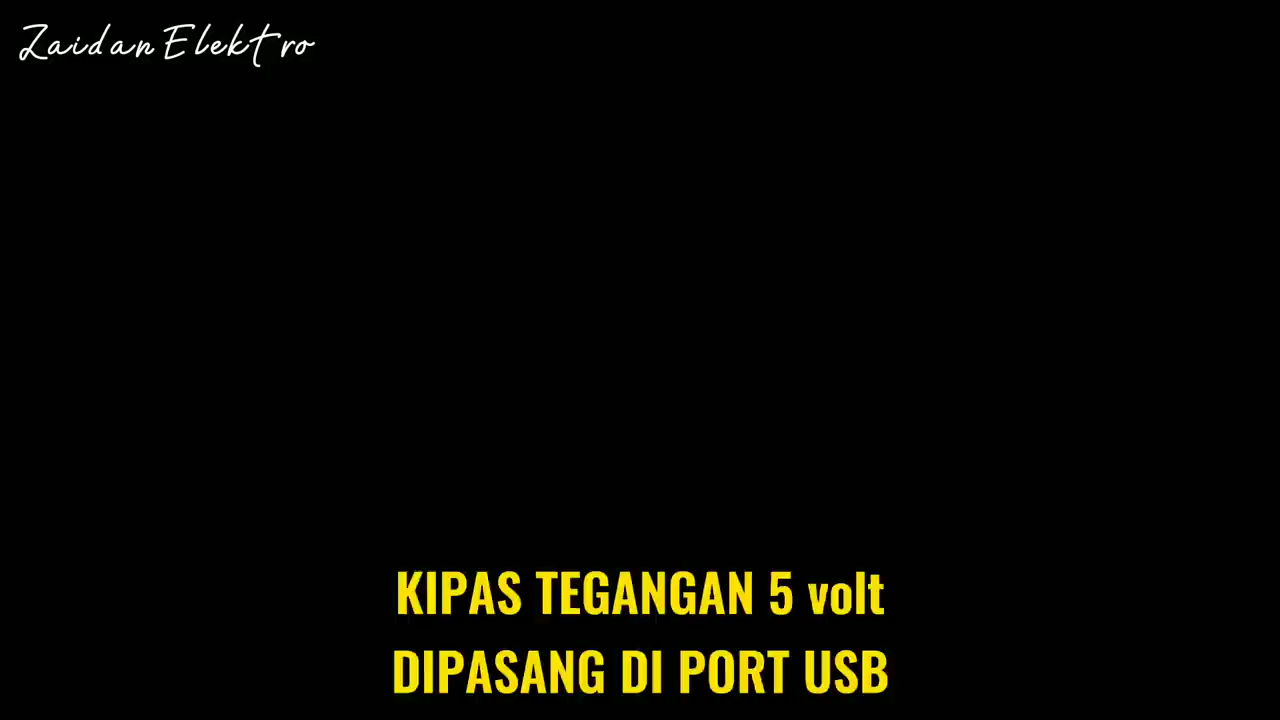 Zaidan Elektro
KIPAS TEGANGAN 5 volt
DIPASANG DI PORT USB